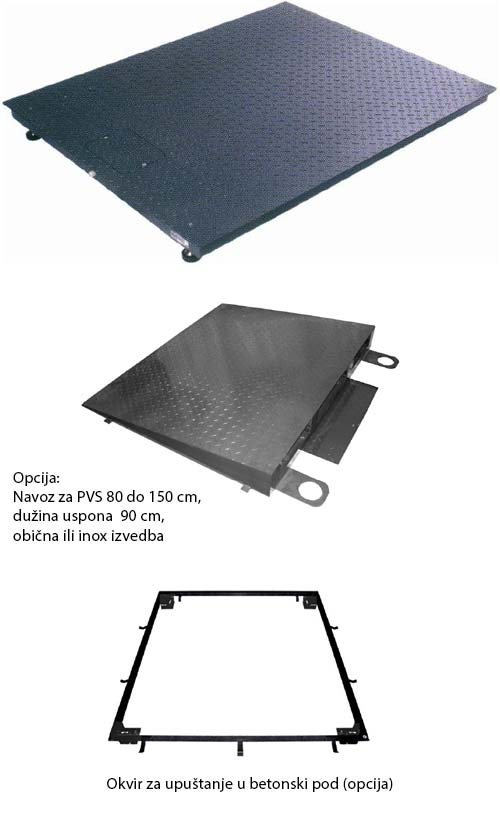 Opcija:
Navoz za PVS 80 do 150 cm,
dužina uspona 90 cm,
obična ili inox izvedba
Okvir za upuštanje u betonski pod (opcija)